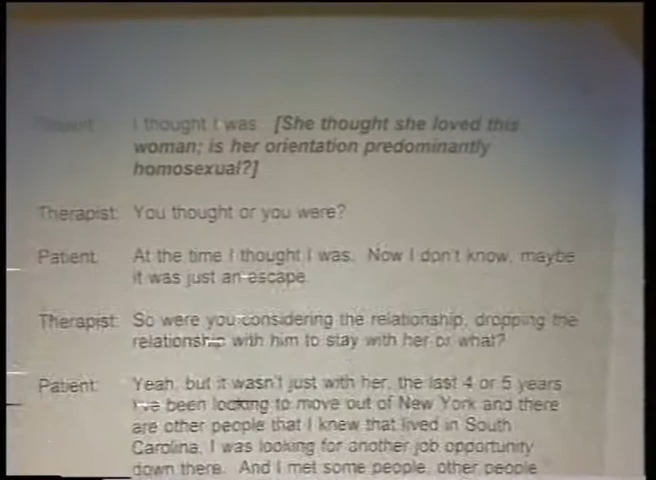 Patient: I thought I was [She thought she loved this
woman; is her orientation predominantly
homosexual?]
Therapist: You thought or you were?
Patient: At the time I thought I was. Now I don't know, maybe
it was just an escape.
Therapist: So were you considering the relationship, dropping the
relationship with him to stay with her or what?
Patient: Yeah, but it wasn't just with her, the last 4 or 5 years
I've been looking to move out of New York and there
are other people that I knew that lived in South
Carolina, I was looking for another job opportunity
down there. And I met some people, other people